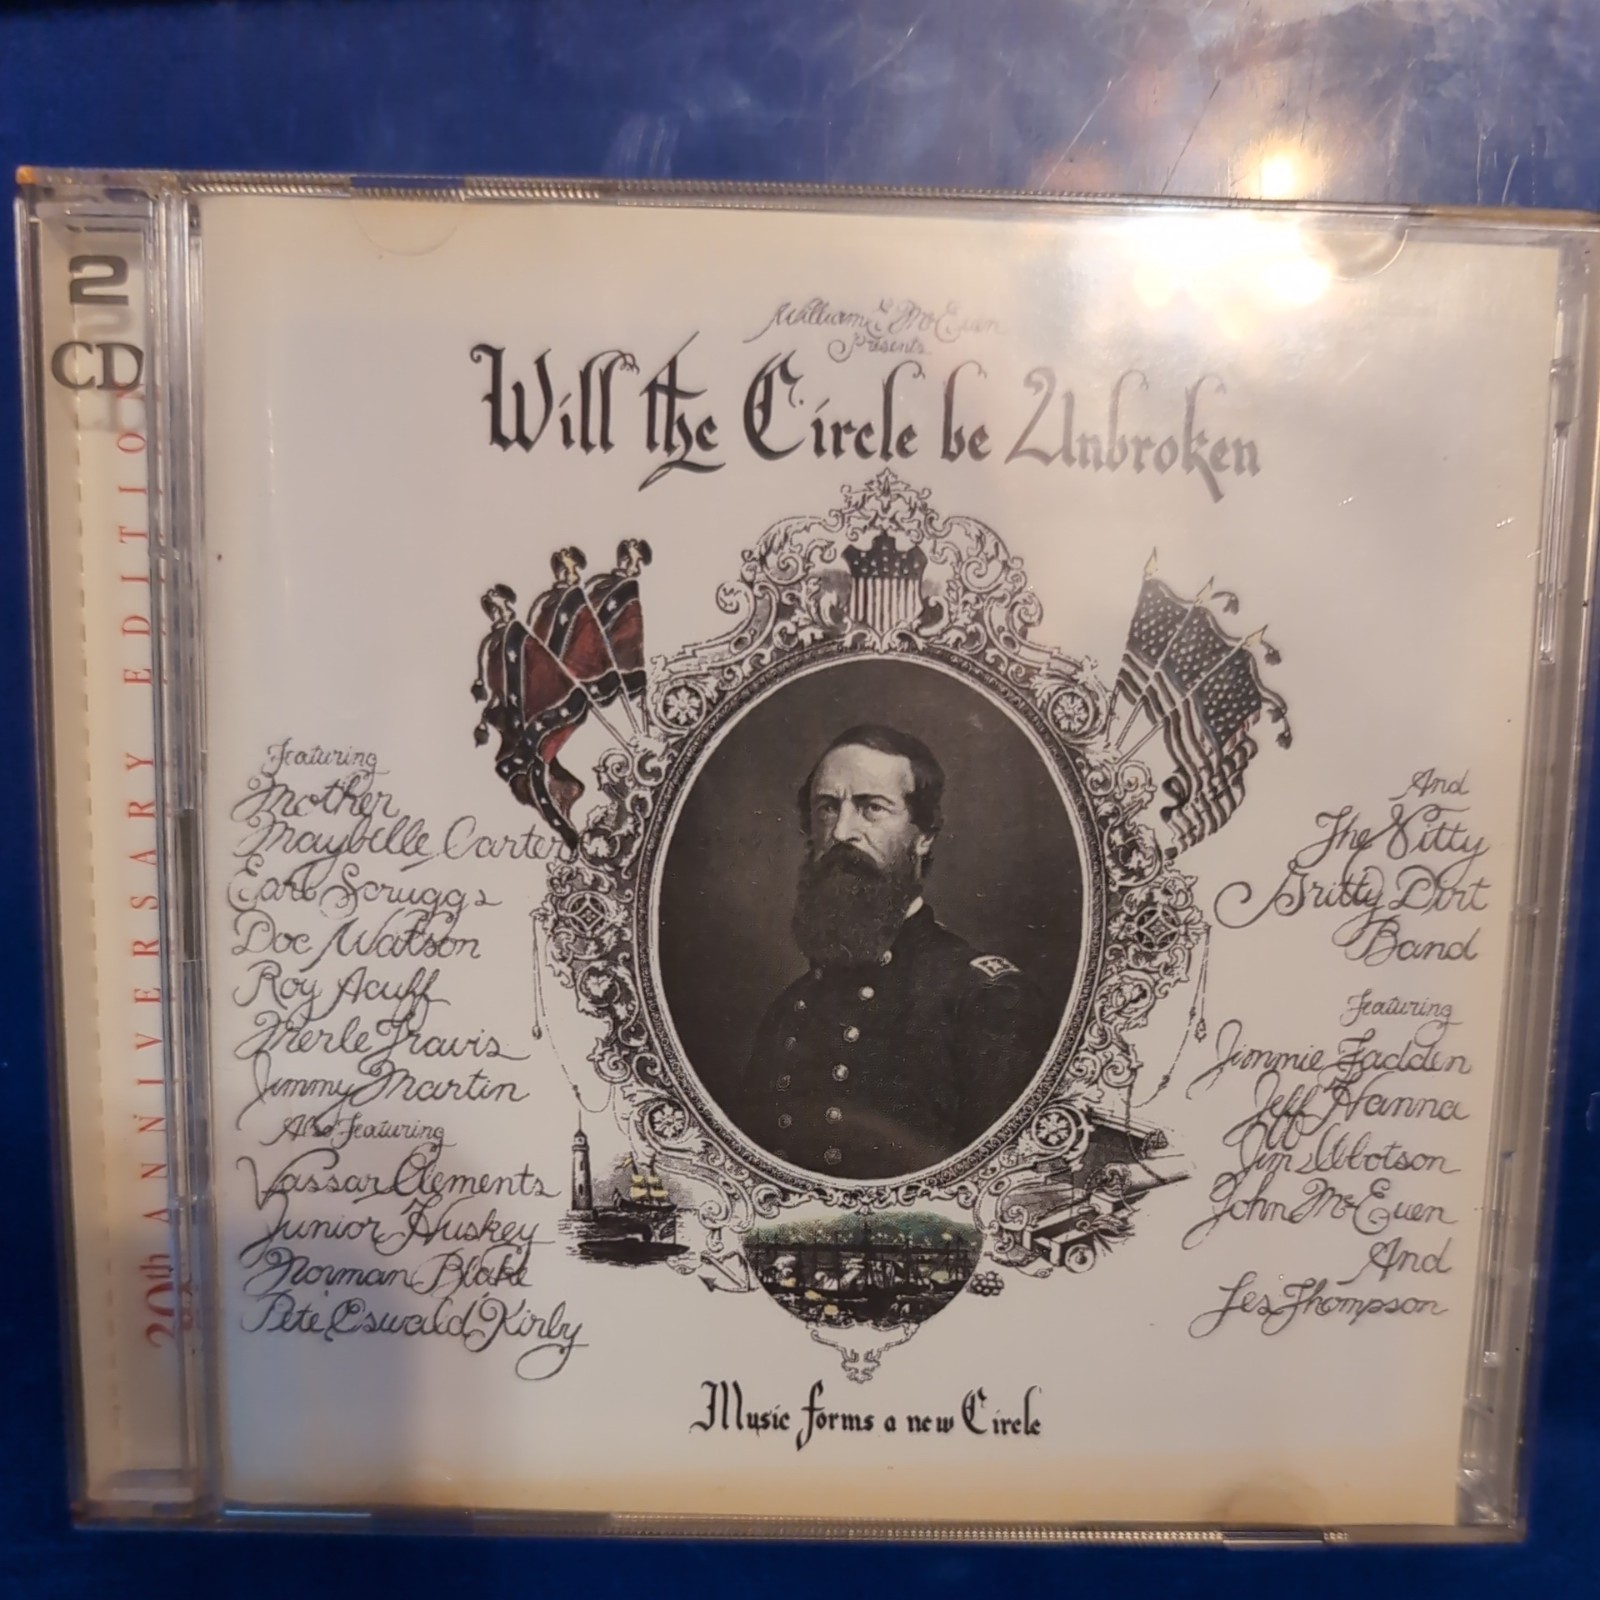 2
CD
20th ANNIVERSARY EDITION
William E. McEuen
Presents
Will the Circle be Unbroken
Featuring
Mother
Maybelle Carter
Earl Scruggs
Doc Watson
Roy Acuff
Merle Travis
Jimmy Martin
Also Featuring
Vassar Clements
Junior Huskey
Norman Blake
Pete "Oswald" Kirby
And
The Nitty
Gritty Dirt
Band
Featuring
Jimmie Fadden
Jeff Hanna
Jim Ibbotson
John McEuen
And
Les Thompson
Music forms a new Circle